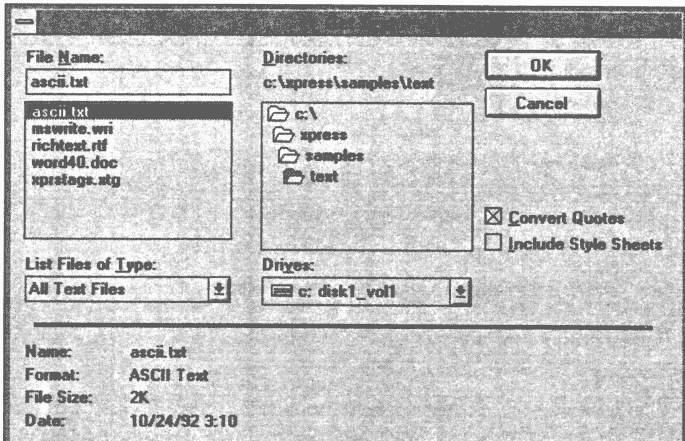 File Name:
ascii.txt
ascii.txt
mswrite.wri
richtext.rtf
word40.doc
xprstags.xtg
List Files of Type:
All Text Files
Directories:
c:\xpress\samples\text
c:\
xpress
samples
text
Drives:
c: disk1_vol1
OK
Cancel
Convert Quotes
Include Style Sheets
Name: ascii.txt
Format: ASCII Text
File Size: 2K
Date: 10/24/92 3:10